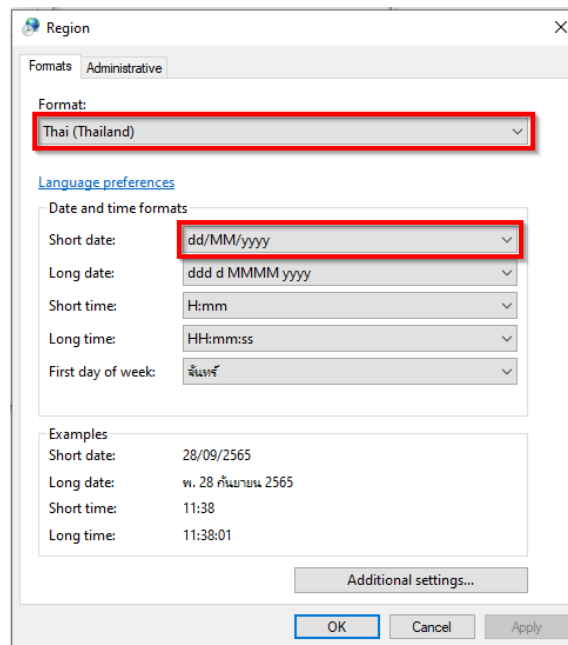 Region
Formats Administrative
Format:
Thai (Thailand)
Language preferences
Date and time formats
Short date: dd/MM/yyyy
Long date: ddd d MMMM yyyy
Short time: H:mm
Long time: HH:mm:ss
First day of week: จันทร์
Examples
Short date: 28/09/2565
Long date: พ. 28 กันยายน 2565
Short time: 11:38
Long time: 11:38:01
Additional settings...
OK Cancel Apply